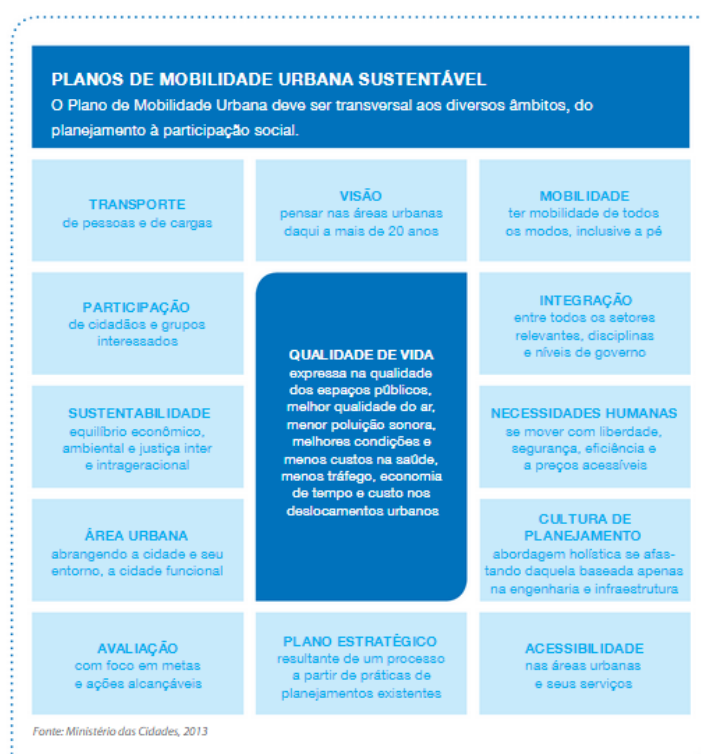 PLANOS DE MOBILIDADE URBANA SUSTENTÁVEL
O Plano de Mobilidade Urbana deve ser transversal aos diversos âmbitos, do
planejamento à participação social.
TRANSPORTE
de pessoas e de cargas
VISÃO
pensar nas áreas urbanas
daqui a mais de 20 anos
MOBILIDADE
ter mobilidade de todos
os modos, inclusive a pé
PARTICIPAÇÃO
de cidadãos e grupos
interessados
QUALIDADE DE VIDA
expressa na qualidade
dos espaços públicos,
melhor qualidade do ar,
menor poluição sonora,
melhores condições e
menos custos na saúde,
menos tráfego, economia
de tempo e custo nos
deslocamentos urbanos
INTEGRAÇÃO
entre todos os setores
relevantes, disciplinas
e níveis de governo
SUSTENTABILIDADE
equilíbrio econômico,
ambiental e justiça inter
e intrageracional
NECESSIDADES HUMANAS
se mover com liberdade,
segurança, eficiência e
a preços acessíveis
ÁREA URBANA
abrangendo a cidade e seu
entorno, a cidade funcional
CULTURA DE
PLANEJAMENTO
abordagem holística se afas-
tando daquela baseada apenas
na engenharia e infraestrutura
AVALIAÇÃO
com foco em metas
e ações alcançáveis
PLANO ESTRATÉGICO
resultante de um processo
a partir de práticas de
planejamentos existentes
ACESSIBILIDADE
nas áreas urbanas
e seus serviços
Fonte: Ministério das Cidades, 2013